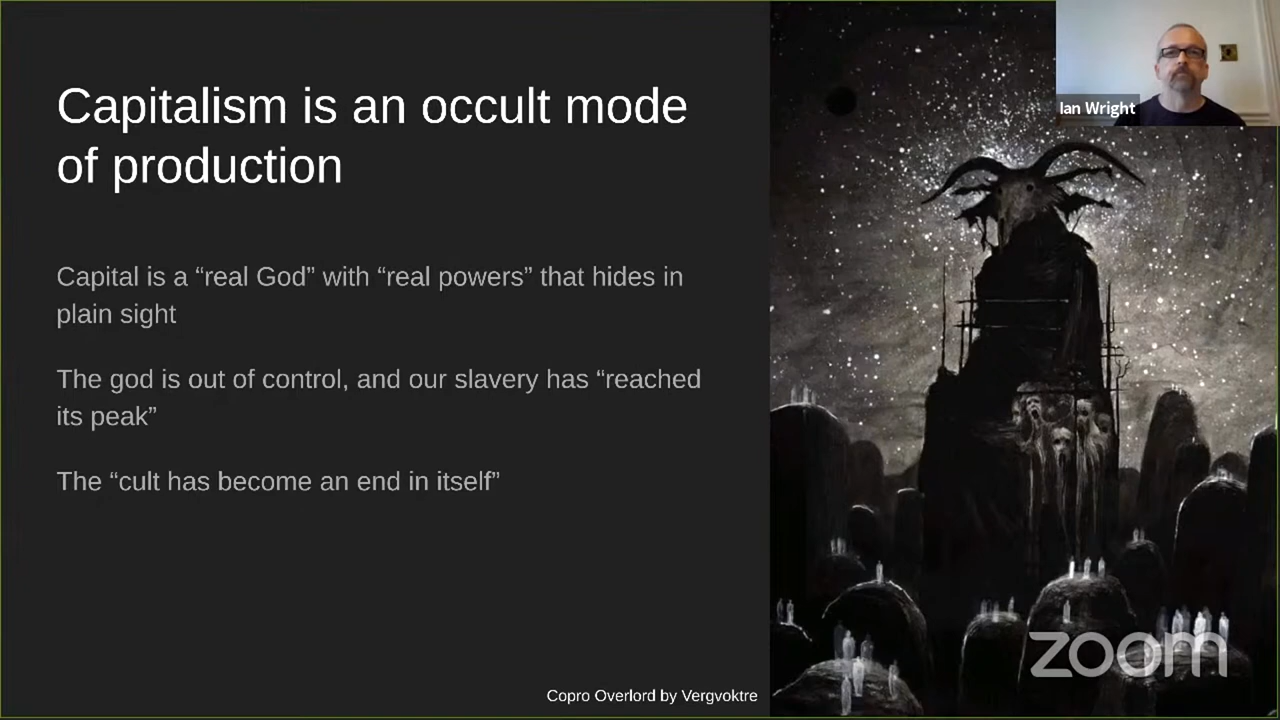 Capitalism is an occult mode
of production
Capital is a “real God” with “real powers” that hides in
plain sight
The god is out of control, and our slavery has “reached
its peak”
The “cult has become an end in itself”
Copro Overlord by Vergvoktre
Ian Wright
zoom